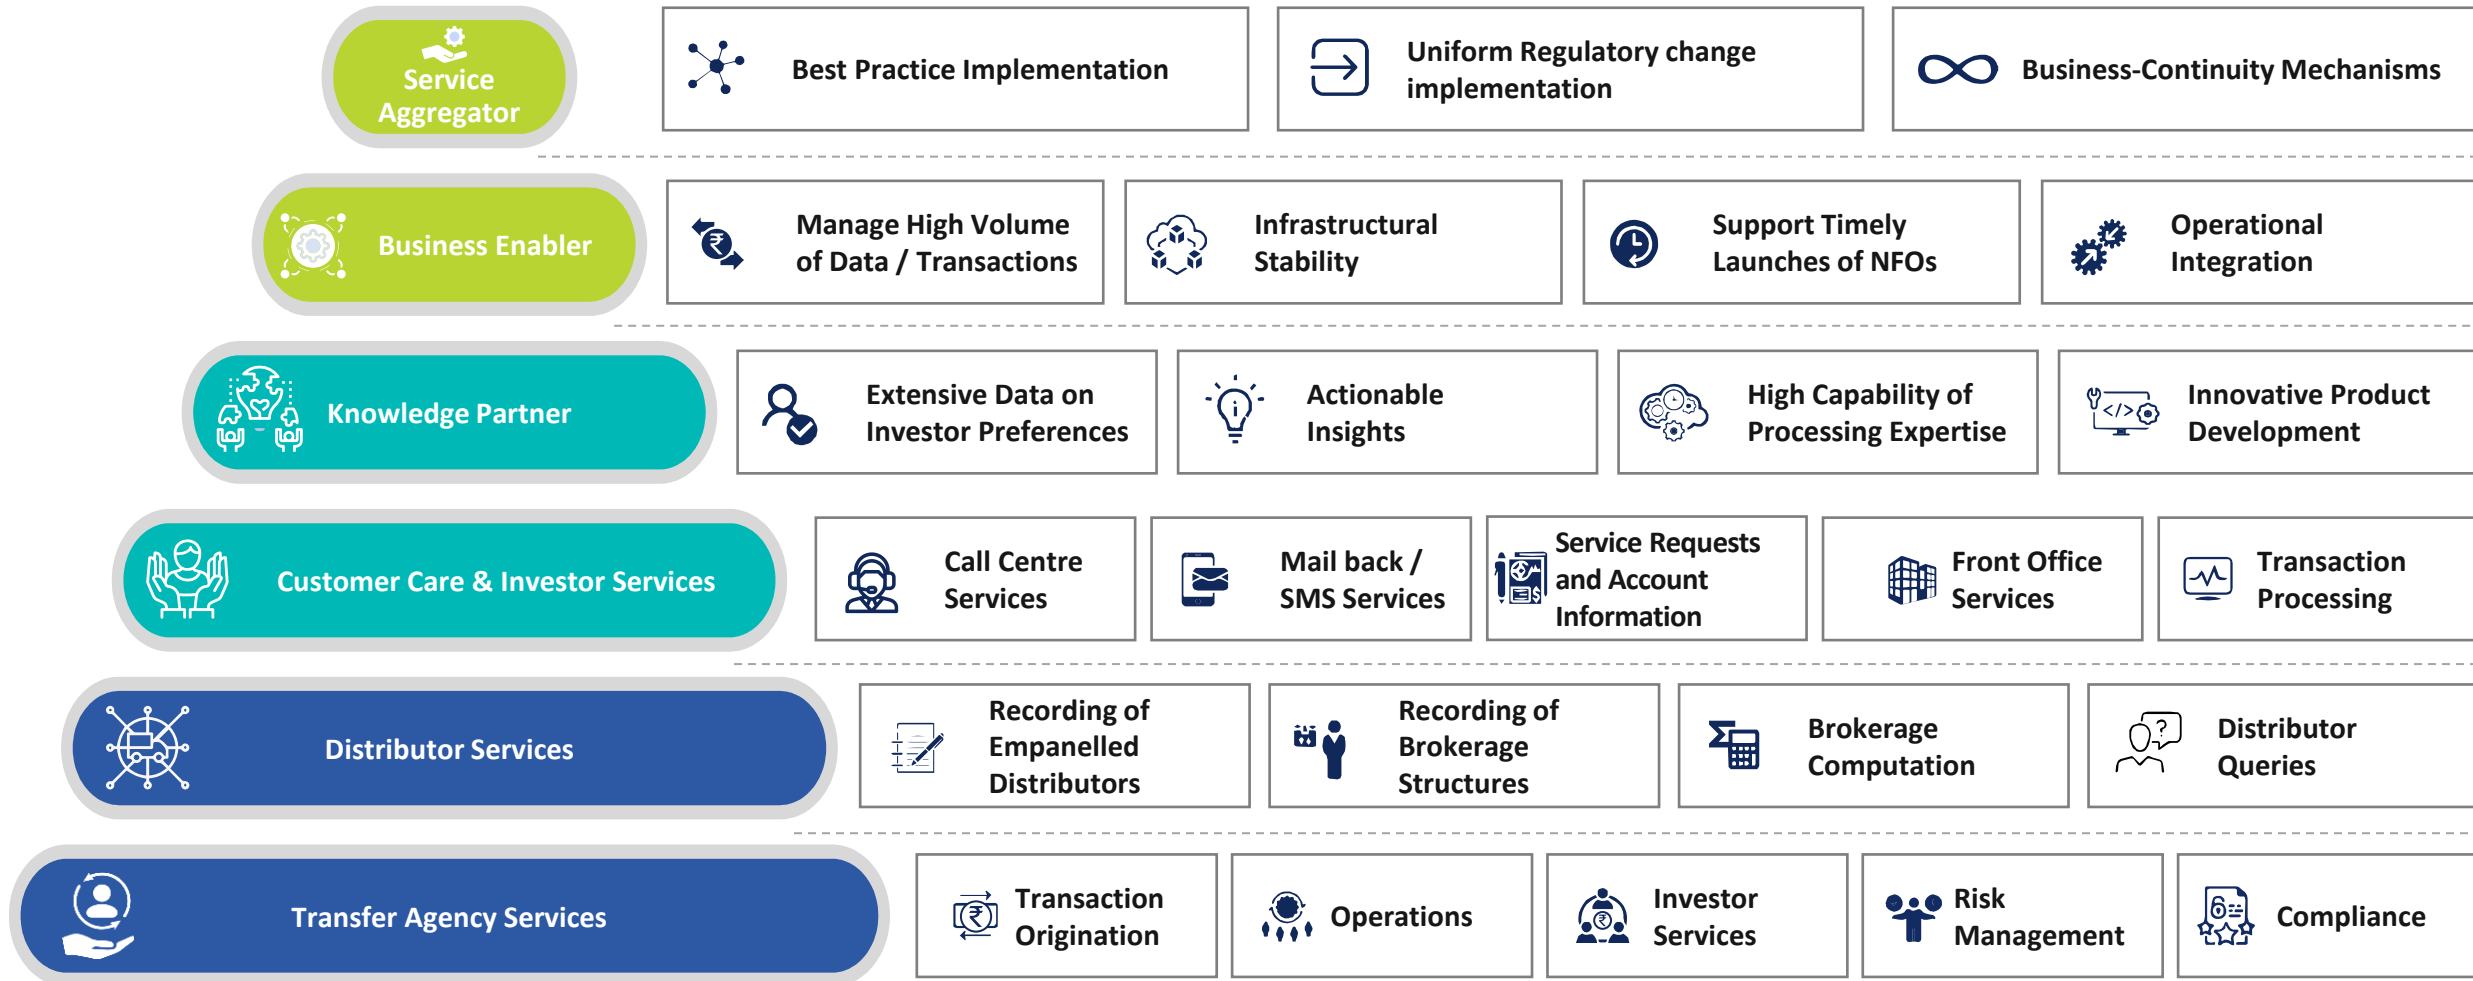 Service
Aggregator
Best Practice Implementation
Uniform Regulatory change
implementation
Business-Continuity Mechanisms
Business Enabler
Manage High Volume
of Data / Transactions
Infrastructural
Stability
Support Timely
Launches of NFOs
Operational
Integration
Knowledge Partner
Extensive Data on
Investor Preferences
Actionable
Insights
High Capability of
Processing Expertise
Innovative Product
Development
Customer Care & Investor Services
Call Centre
Services
Mail back /
SMS Services
Service Requests
and Account
Information
Front Office
Services
Transaction
Processing
Distributor Services
Recording of
Empanelled
Distributors
Recording of
Brokerage
Structures
Brokerage
Computation
Distributor
Queries
Transfer Agency Services
Transaction
Origination
Operations
Investor
Services
Risk
Management
Compliance